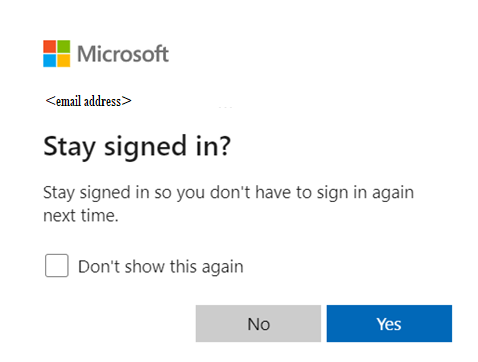 Microsoft
<email address>
Stay signed in?
Stay signed in so you don't have to sign in again
next time.
Don't show this again
No Yes